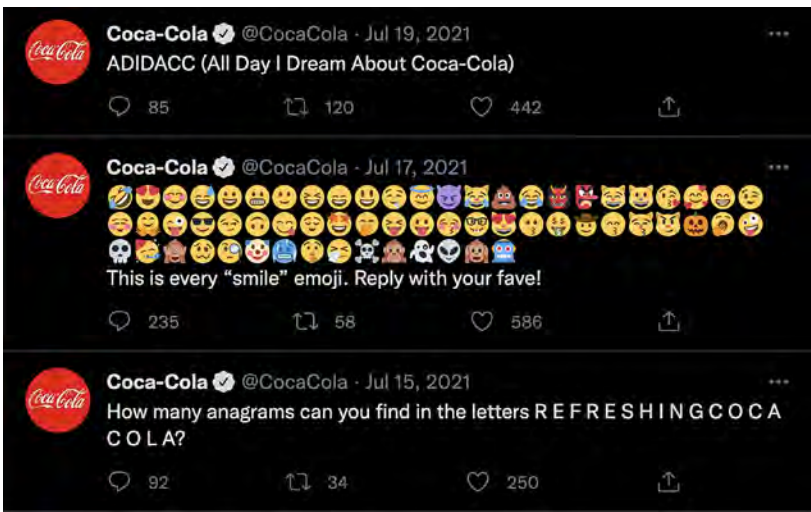 Coca-Cola @CocaCola · Jul 19, 2021
ADIDACC (All Day I Dream About Coca-Cola)
85 120 442
Coca-Cola @CocaCola · Jul 17, 2021
This is every “smile” emoji. Reply with your fave!
235 58 586
Coca-Cola @CocaCola · Jul 15, 2021
How many anagrams can you find in the letters R E F R E S H I N G C O C A
C O L A?
92 34 250